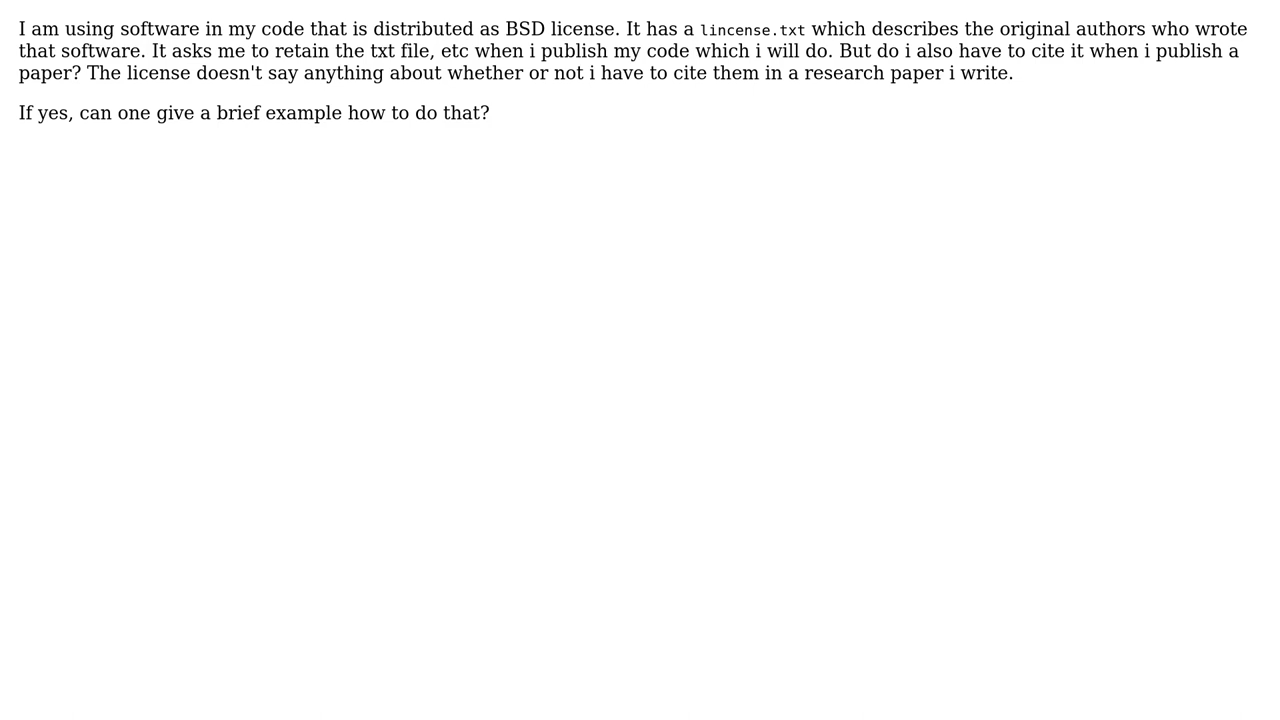 I am using software in my code that is distributed as BSD license. It has a lincense.txt which describes the original authors who wrote
that software. It asks me to retain the txt file, etc when i publish my code which i will do. But do i also have to cite it when i publish a
paper? The license doesn't say anything about whether or not i have to cite them in a research paper i write.
If yes, can one give a brief example how to do that?